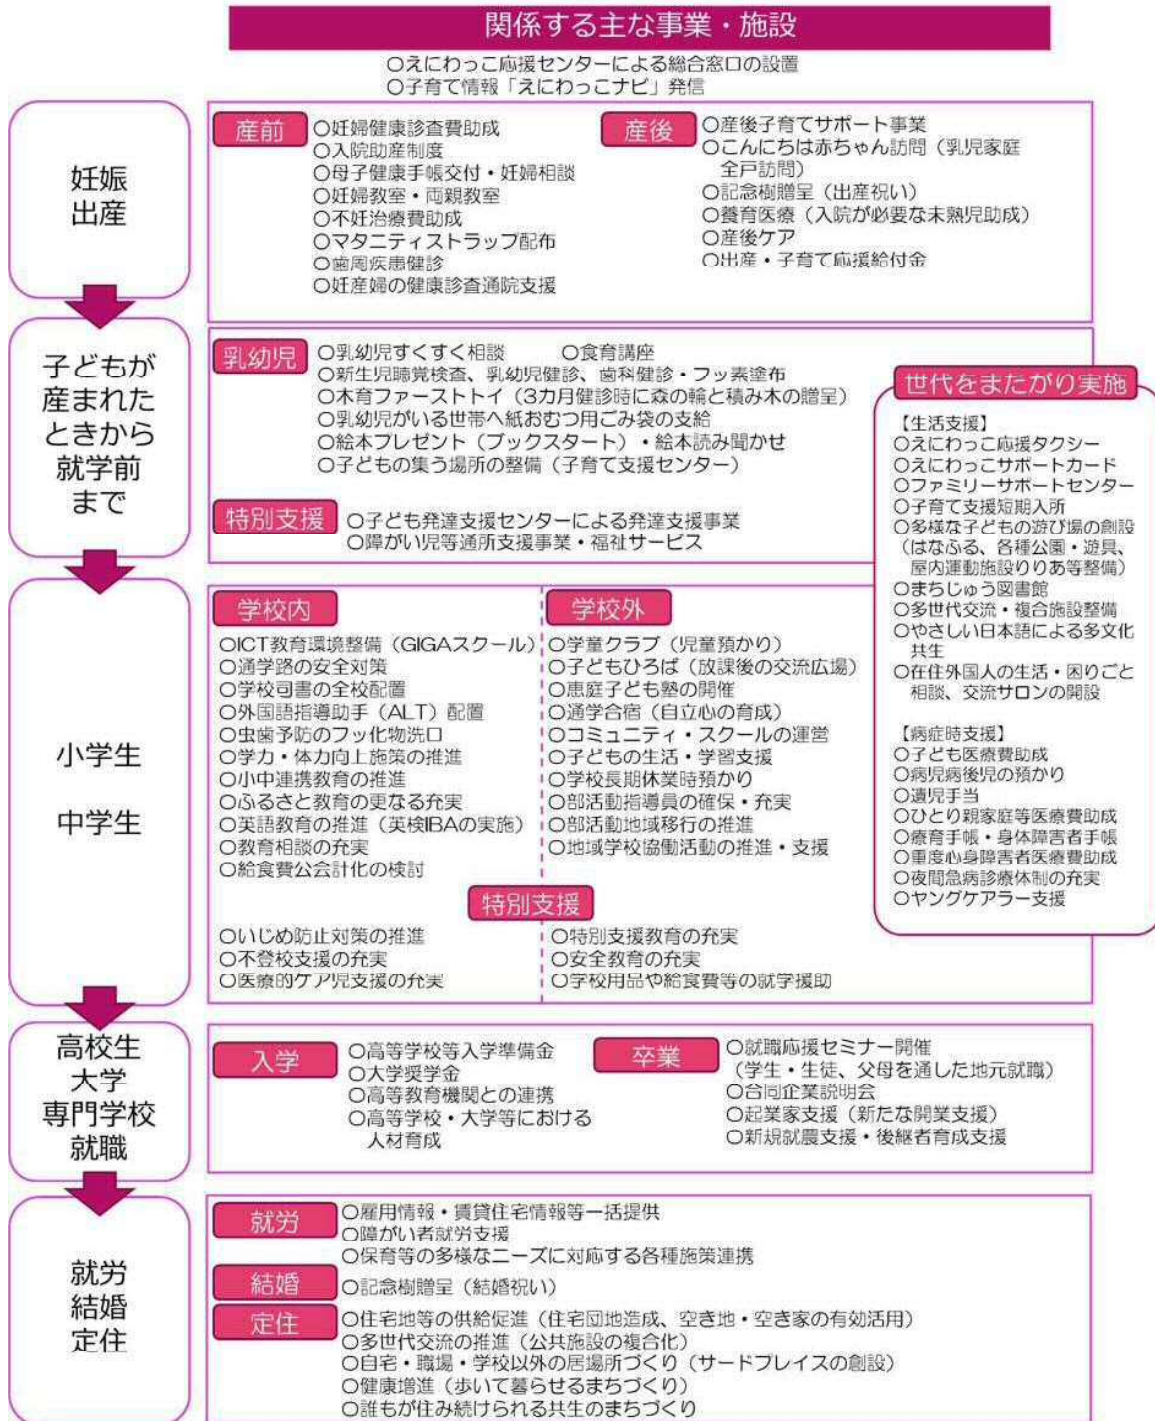 関係する主な事業・施設
○えにわっこ応援センターによる総合窓口の設置
○子育て情報「えにわっこナビ」発信
妊娠
出産
産前
○妊婦健康診査費助成
○入院助産制度
○母子健康手帳交付・妊婦相談
○妊婦教室・両親教室
○不妊治療費助成
○マタニティストラップ配布
○歯周疾患健診
○妊産婦の健康診査通院支援
産後
○産後子育てサポート事業
○こんにちは赤ちゃん訪問（乳児家庭
全戸訪問）
○記念樹贈呈（出産祝い）
○養育医療（入院が必要な未熟児助成）
○産後ケア
○出産・子育て応援給付金
子どもが
産まれた
ときから
就学前
まで
乳幼児
○乳幼児すくすく相談　○食育講座
○新生児聴覚検査、乳幼児健診、歯科健診・フッ素塗布
○木育ファーストトイ（3カ月健診時に森の輪と積み木の贈呈）
○乳幼児がいる世帯へ紙おむつ用ごみ袋の支給
○絵本プレゼント（ブックスタート）・絵本読み聞かせ
○子どもの集う場所の整備（子育て支援センター）
特別支援
○子ども発達支援センターによる発達支援事業
○障がい児等通所支援事業・福祉サービス
世代をまたがり実施
【生活支援】
○えにわっこ応援タクシー
○えにわっこサポートカード
○ファミリーサポートセンター
○子育て支援短期入所
○多様な子どもの遊び場の創設
（はなふる、各種公園・遊具、
屋内運動施設りりあ等整備）
○まちじゅう図書館
○多世代交流・複合施設整備
○やさしい日本語による多文化
共生
○在住外国人の生活・困りごと
相談、交流サロンの開設
【病症時支援】
○子ども医療費助成
○病児病後児の預かり
○遺児手当
○ひとり親家庭等医療費助成
○療育手帳・身体障害者手帳
○重度心身障害者医療費助成
○夜間急病診療体制の充実
○ヤングケアラー支援
小学生
中学生
学校内
○ICT教育環境整備（GIGAスクール）
○通学路の安全対策
○学校司書の全校配置
○外国語指導助手（ALT）配置
○虫歯予防のフッ化物洗口
○学力・体力向上施策の推進
○小中連携教育の推進
○ふるさと教育の更なる充実
○英語教育の推進（英検IBAの実施）
○教育相談の充実
○給食費公会計化の検討
学校外
○学童クラブ（児童預かり）
○子どもひろば（放課後の交流広場）
○恵庭子ども塾の開催
○通学合宿（自立心の育成）
○コミュニティ・スクールの運営
○子どもの生活・学習支援
○学校長期休業時預かり
○部活動指導員の確保・充実
○部活動地域移行の推進
○地域学校協働活動の推進・支援
特別支援
○いじめ防止対策の推進
○不登校支援の充実
○医療的ケア児支援の充実
○特別支援教育の充実
○安全教育の充実
○学校用品や給食費等の就学援助
高校生
大学
専門学校
就職
入学
○高等学校等入学準備金
○大学奨学金
○高等教育機関との連携
○高等学校・大学等における
人材育成
卒業
○就職応援セミナー開催
（学生・生徒、父母を通した地元就職）
○合同企業説明会
○起業家支援（新たな開業支援）
○新規就農支援・後継者育成支援
就労
結婚
定住
就労
○雇用情報・賃貸住宅情報等一括提供
○障がい者就労支援
○保育等の多様なニーズに対応する各種施策連携
結婚
○記念樹贈呈（結婚祝い）
定住
○住宅地等の供給促進（住宅団地造成、空き地・空き家の有効活用）
○多世代交流の推進（公共施設の複合化）
○自宅・職場・学校以外の居場所づくり（サードプレイスの創設）
○健康増進（歩いて暮らせるまちづくり）
○誰もが住み続けられる共生のまちづくり